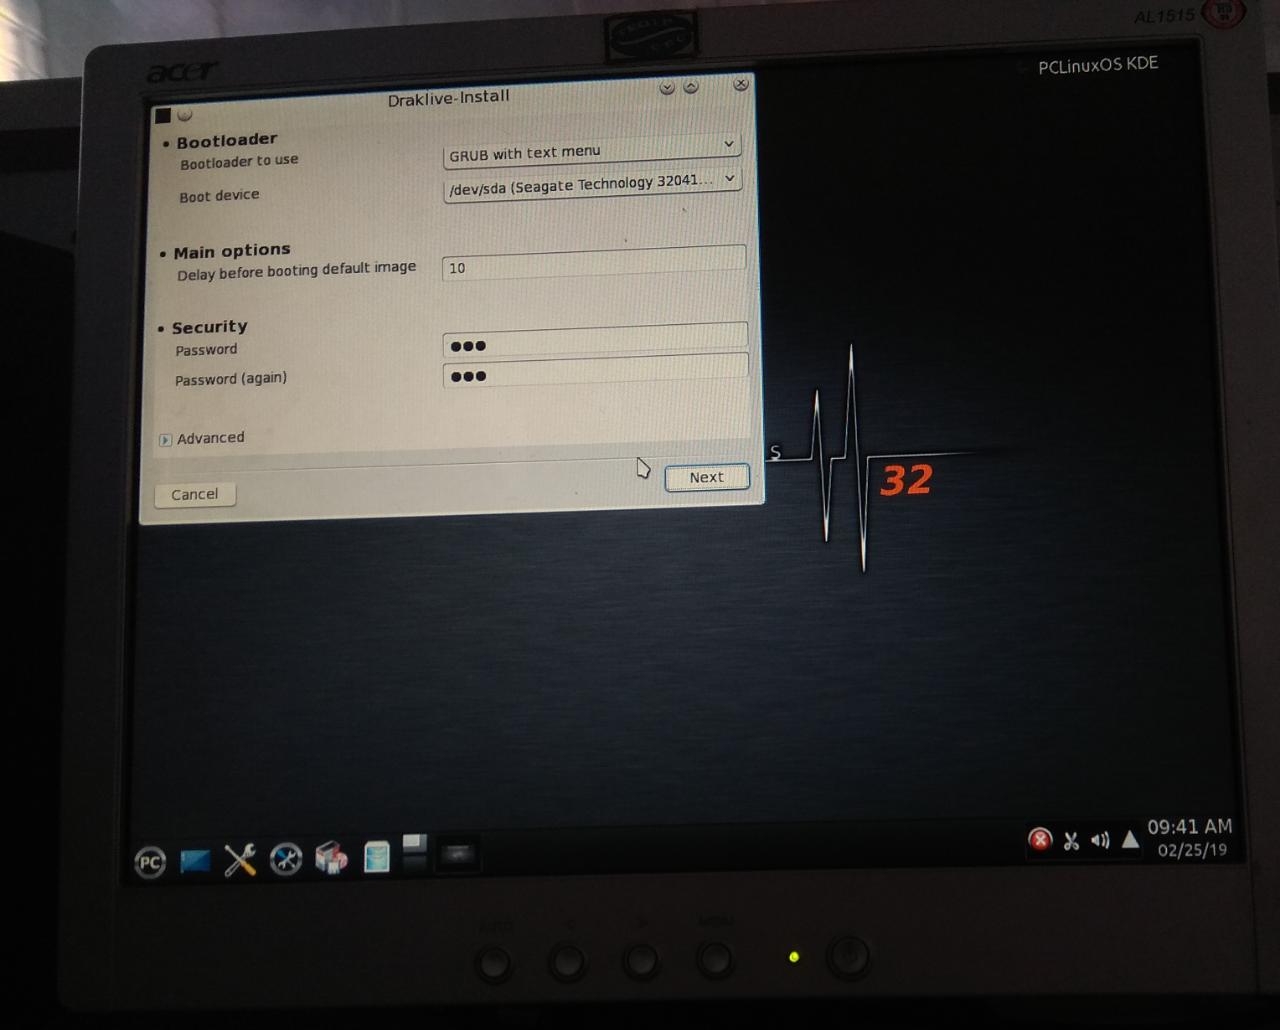 acer
AL1515
PCLinuxOS KDE
Draklive-Install
• Bootloader
Bootloader to use
GRUB with text menu
Boot device
/dev/sda (Seagate Technology 32041...
• Main options
Delay before booting default image
10
• Security
Password
●●●
Password (again)
●●●
Advanced
Cancel
Next
S
32
PC
09:41 AM
02/25/19